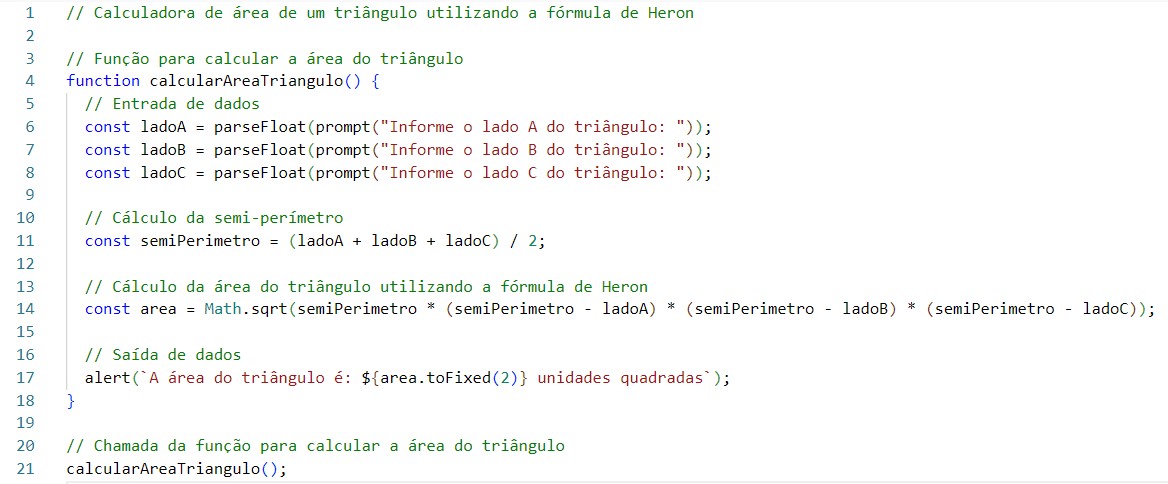 1 // Calculadora de área de um triângulo utilizando a fórmula de Heron
2
3 // Função para calcular a área do triângulo
4 function calcularAreaTriangulo() {
5   // Entrada de dados
6   const ladoA = parseFloat(prompt("Informe o lado A do triângulo: "));
7   const ladoB = parseFloat(prompt("Informe o lado B do triângulo: "));
8   const ladoC = parseFloat(prompt("Informe o lado C do triângulo: "));
9
10   // Cálculo da semi-perímetro
11   const semiPerimetro = (ladoA + ladoB + ladoC) / 2;
12
13   // Cálculo da área do triângulo utilizando a fórmula de Heron
14   const area = Math.sqrt(semiPerimetro * (semiPerimetro - ladoA) * (semiPerimetro - ladoB) * (semiPerimetro - ladoC));
15
16   // Saída de dados
17   alert(`A área do triângulo é: ${area.toFixed(2)} unidades quadradas`);
18 }
19
20 // Chamada da função para calcular a área do triângulo
21 calcularAreaTriangulo();